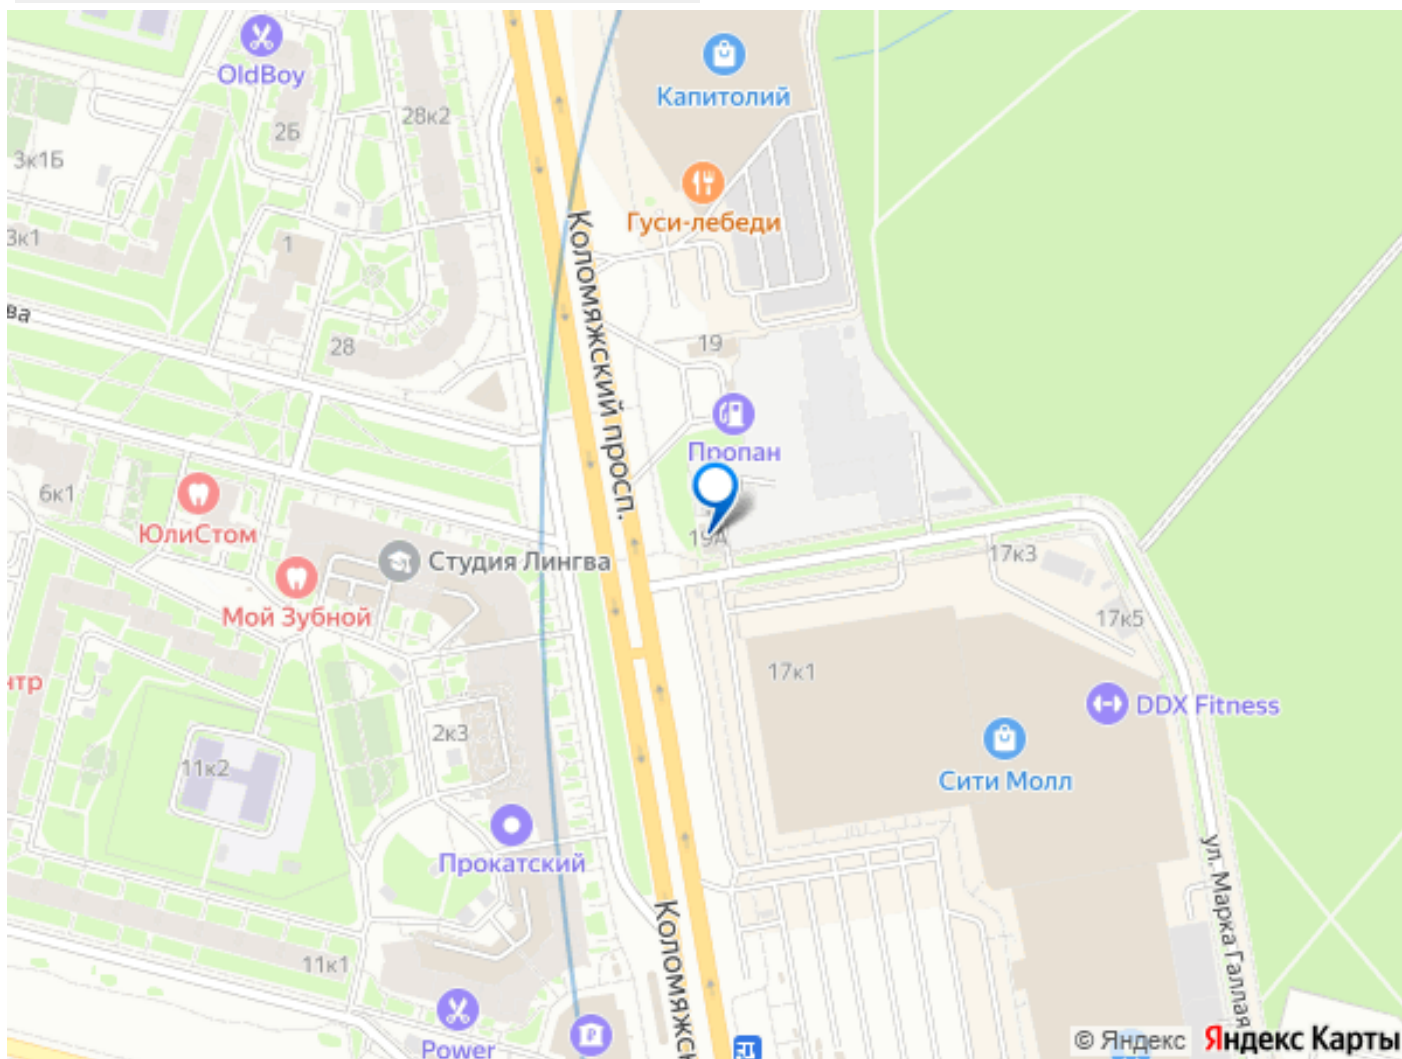 OldBoy
Капитолий
28к2
2Б
3к1Б
Гуси-лебеди
3к1
1
ва
Коломяжский просп.
28
19
Пропан
6к1
ЮлиСтом
19А
Студия Лингва
17к3
Мой Зубной
17к5
17к1
нтр
DDX Fitness
2к3
11к2
Сити Молл
Прокатский
ул. Марка Галлая
Коломяжск
11к1
Power
© Яндекс Яндекс Карты